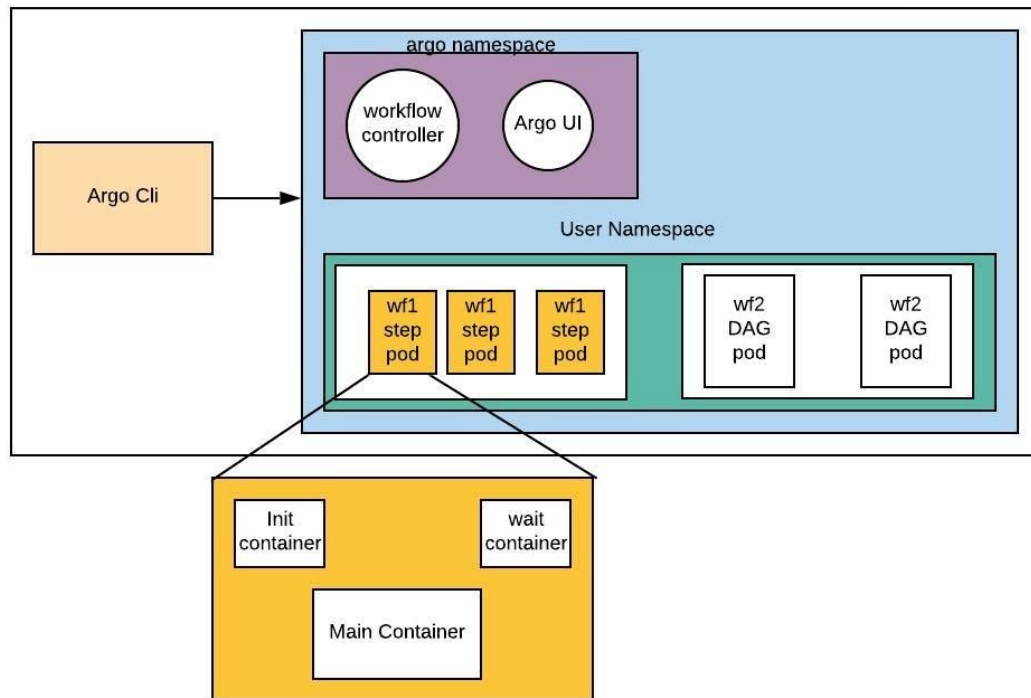 argo namespace
workflow
controller
Argo UI
Argo Cli
User Namespace
wf1
step
pod
wf1
step
pod
wf1
step
pod
wf2
DAG
pod
wf2
DAG
pod
Init
container
wait
container
Main Container